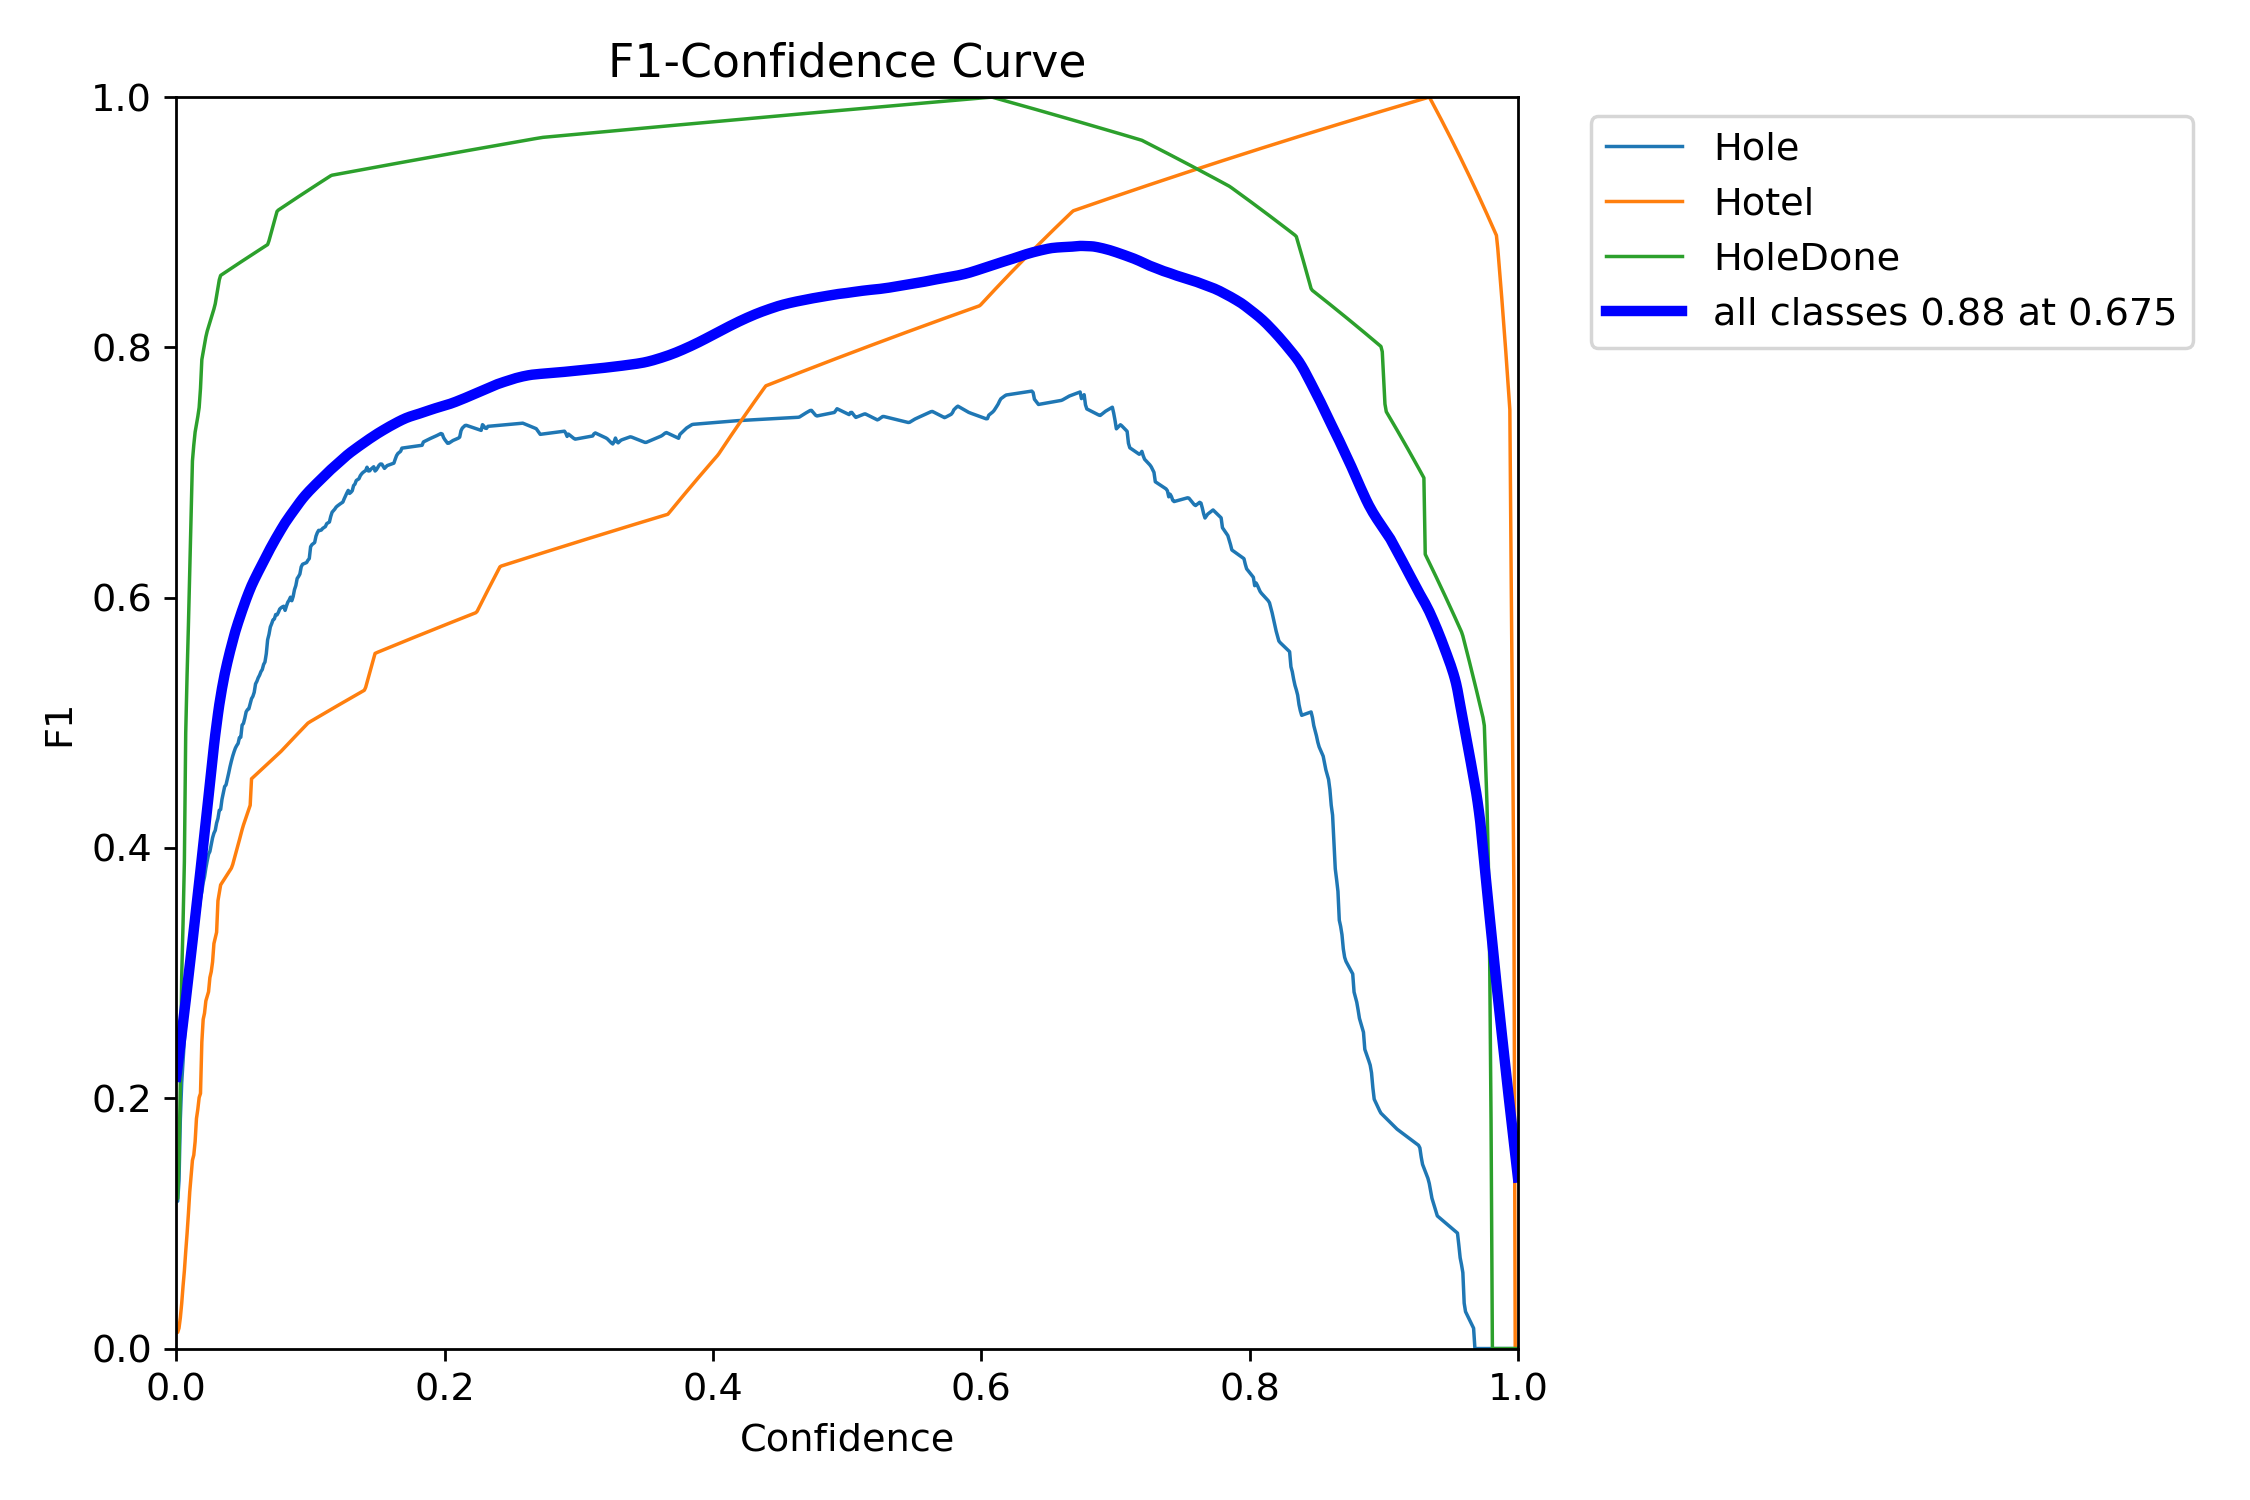 F1-Confidence Curve
1.0
0.8
0.6
0.4
0.2
0.0
F1
0.0 0.2 0.4 0.6 0.8 1.0
Confidence
Hole
Hotel
HoleDone
all classes 0.88 at 0.675